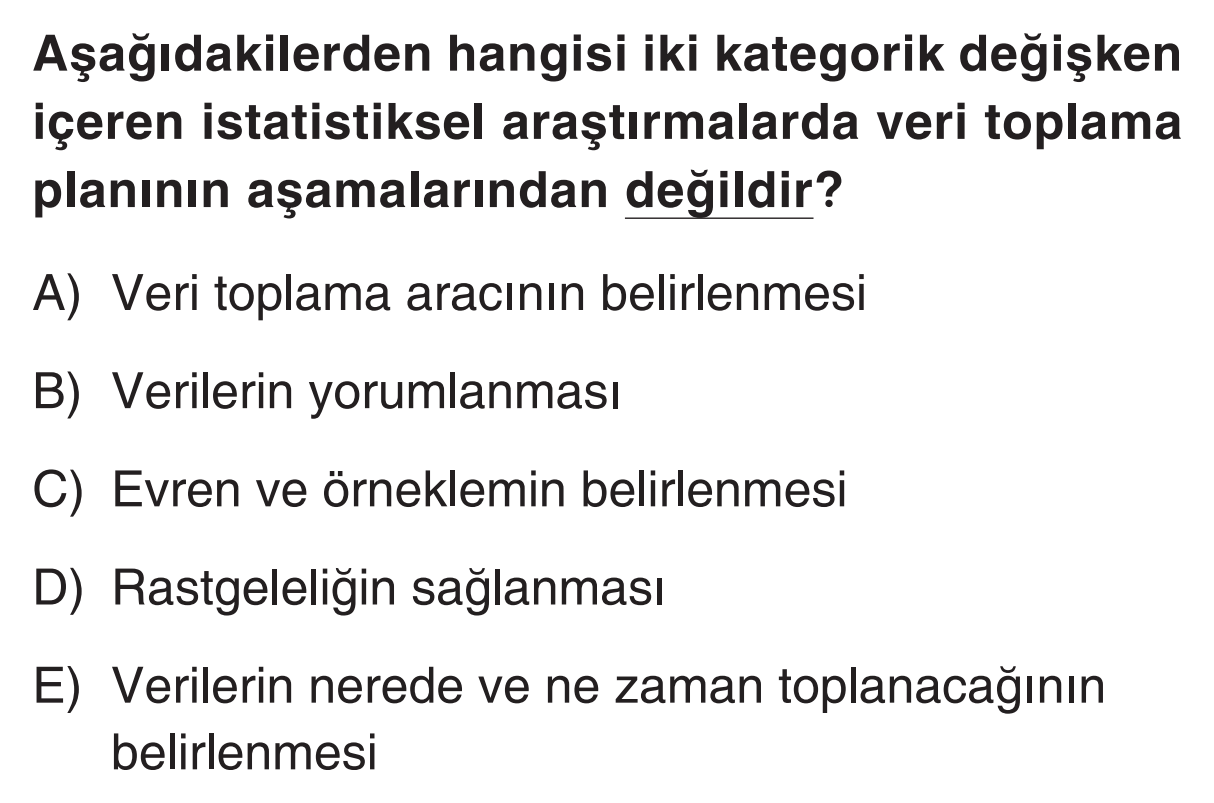 Aşağıdakilerden hangisi iki kategorik değişken
içeren istatistiksel araştırmalarda veri toplama
planının aşamalarından değildir?
A) Veri toplama aracının belirlenmesi
B) Verilerin yorumlanması
C) Evren ve örneklemin belirlenmesi
D) Rastgeleliğin sağlanması
E) Verilerin nerede ve ne zaman toplanacağının
belirlenmesi